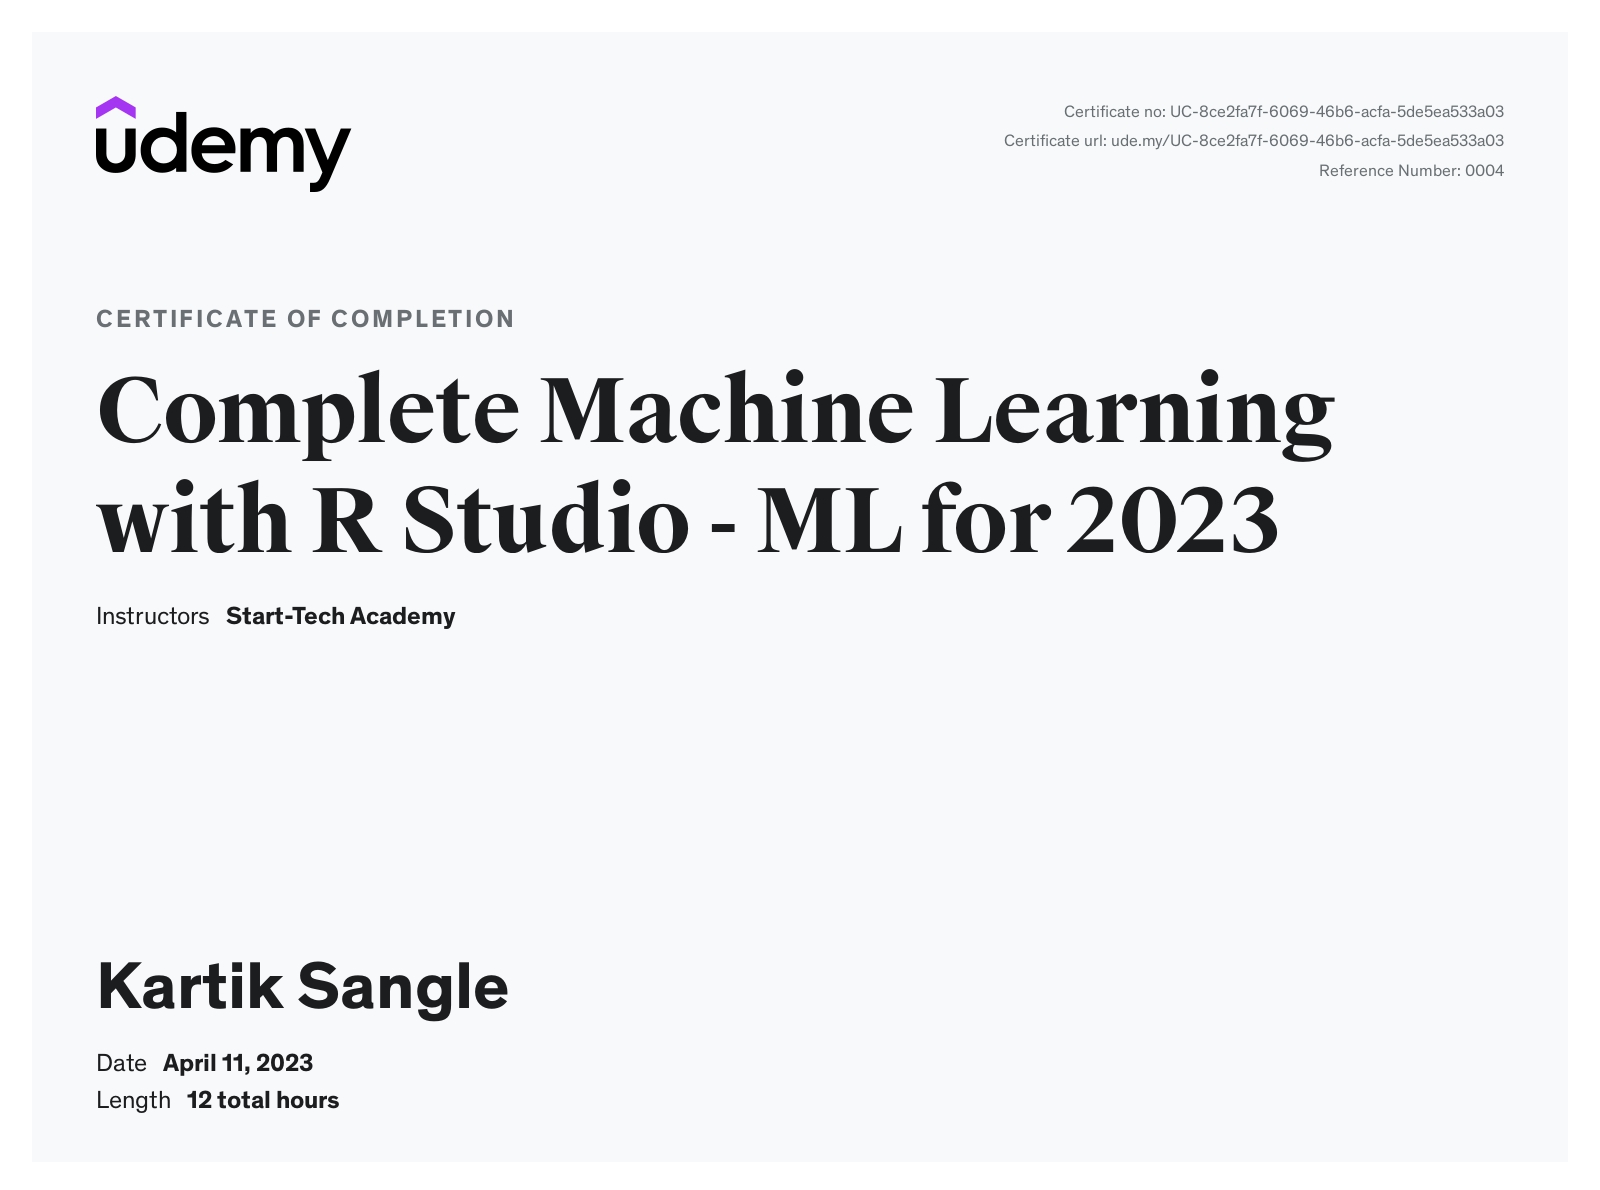 udemy
Certificate no: UC-8ce2fa7f-6069-46b6-acfa-5de5ea533a03
Certificate url: ude.my/UC-8ce2fa7f-6069-46b6-acfa-5de5ea533a03
Reference Number: 0004
CERTIFICATE OF COMPLETION
Complete Machine Learning
with R Studio - ML for 2023
Instructors Start-Tech Academy
Kartik Sangle
Date April 11, 2023
Length 12 total hours